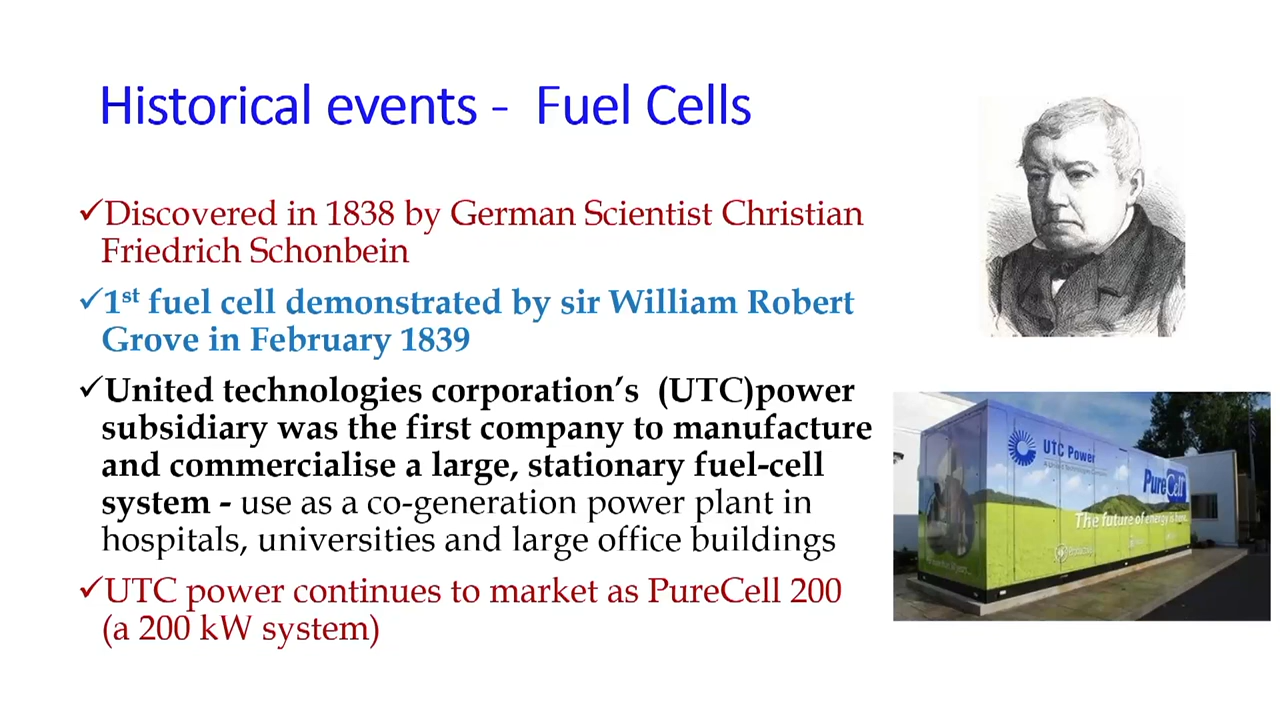 Historical events - Fuel Cells
✓Discovered in 1838 by German Scientist Christian
Friedrich Schonbein
✓1st fuel cell demonstrated by sir William Robert
Grove in February 1839
✓United technologies corporation’s (UTC)power
subsidiary was the first company to manufacture
and commercialise a large, stationary fuel-cell
system - use as a co-generation power plant in
hospitals, universities and large office buildings
✓UTC power continues to market as PureCell 200
(a 200 kW system)
UTC Power
PureCell
The future of energy is here.